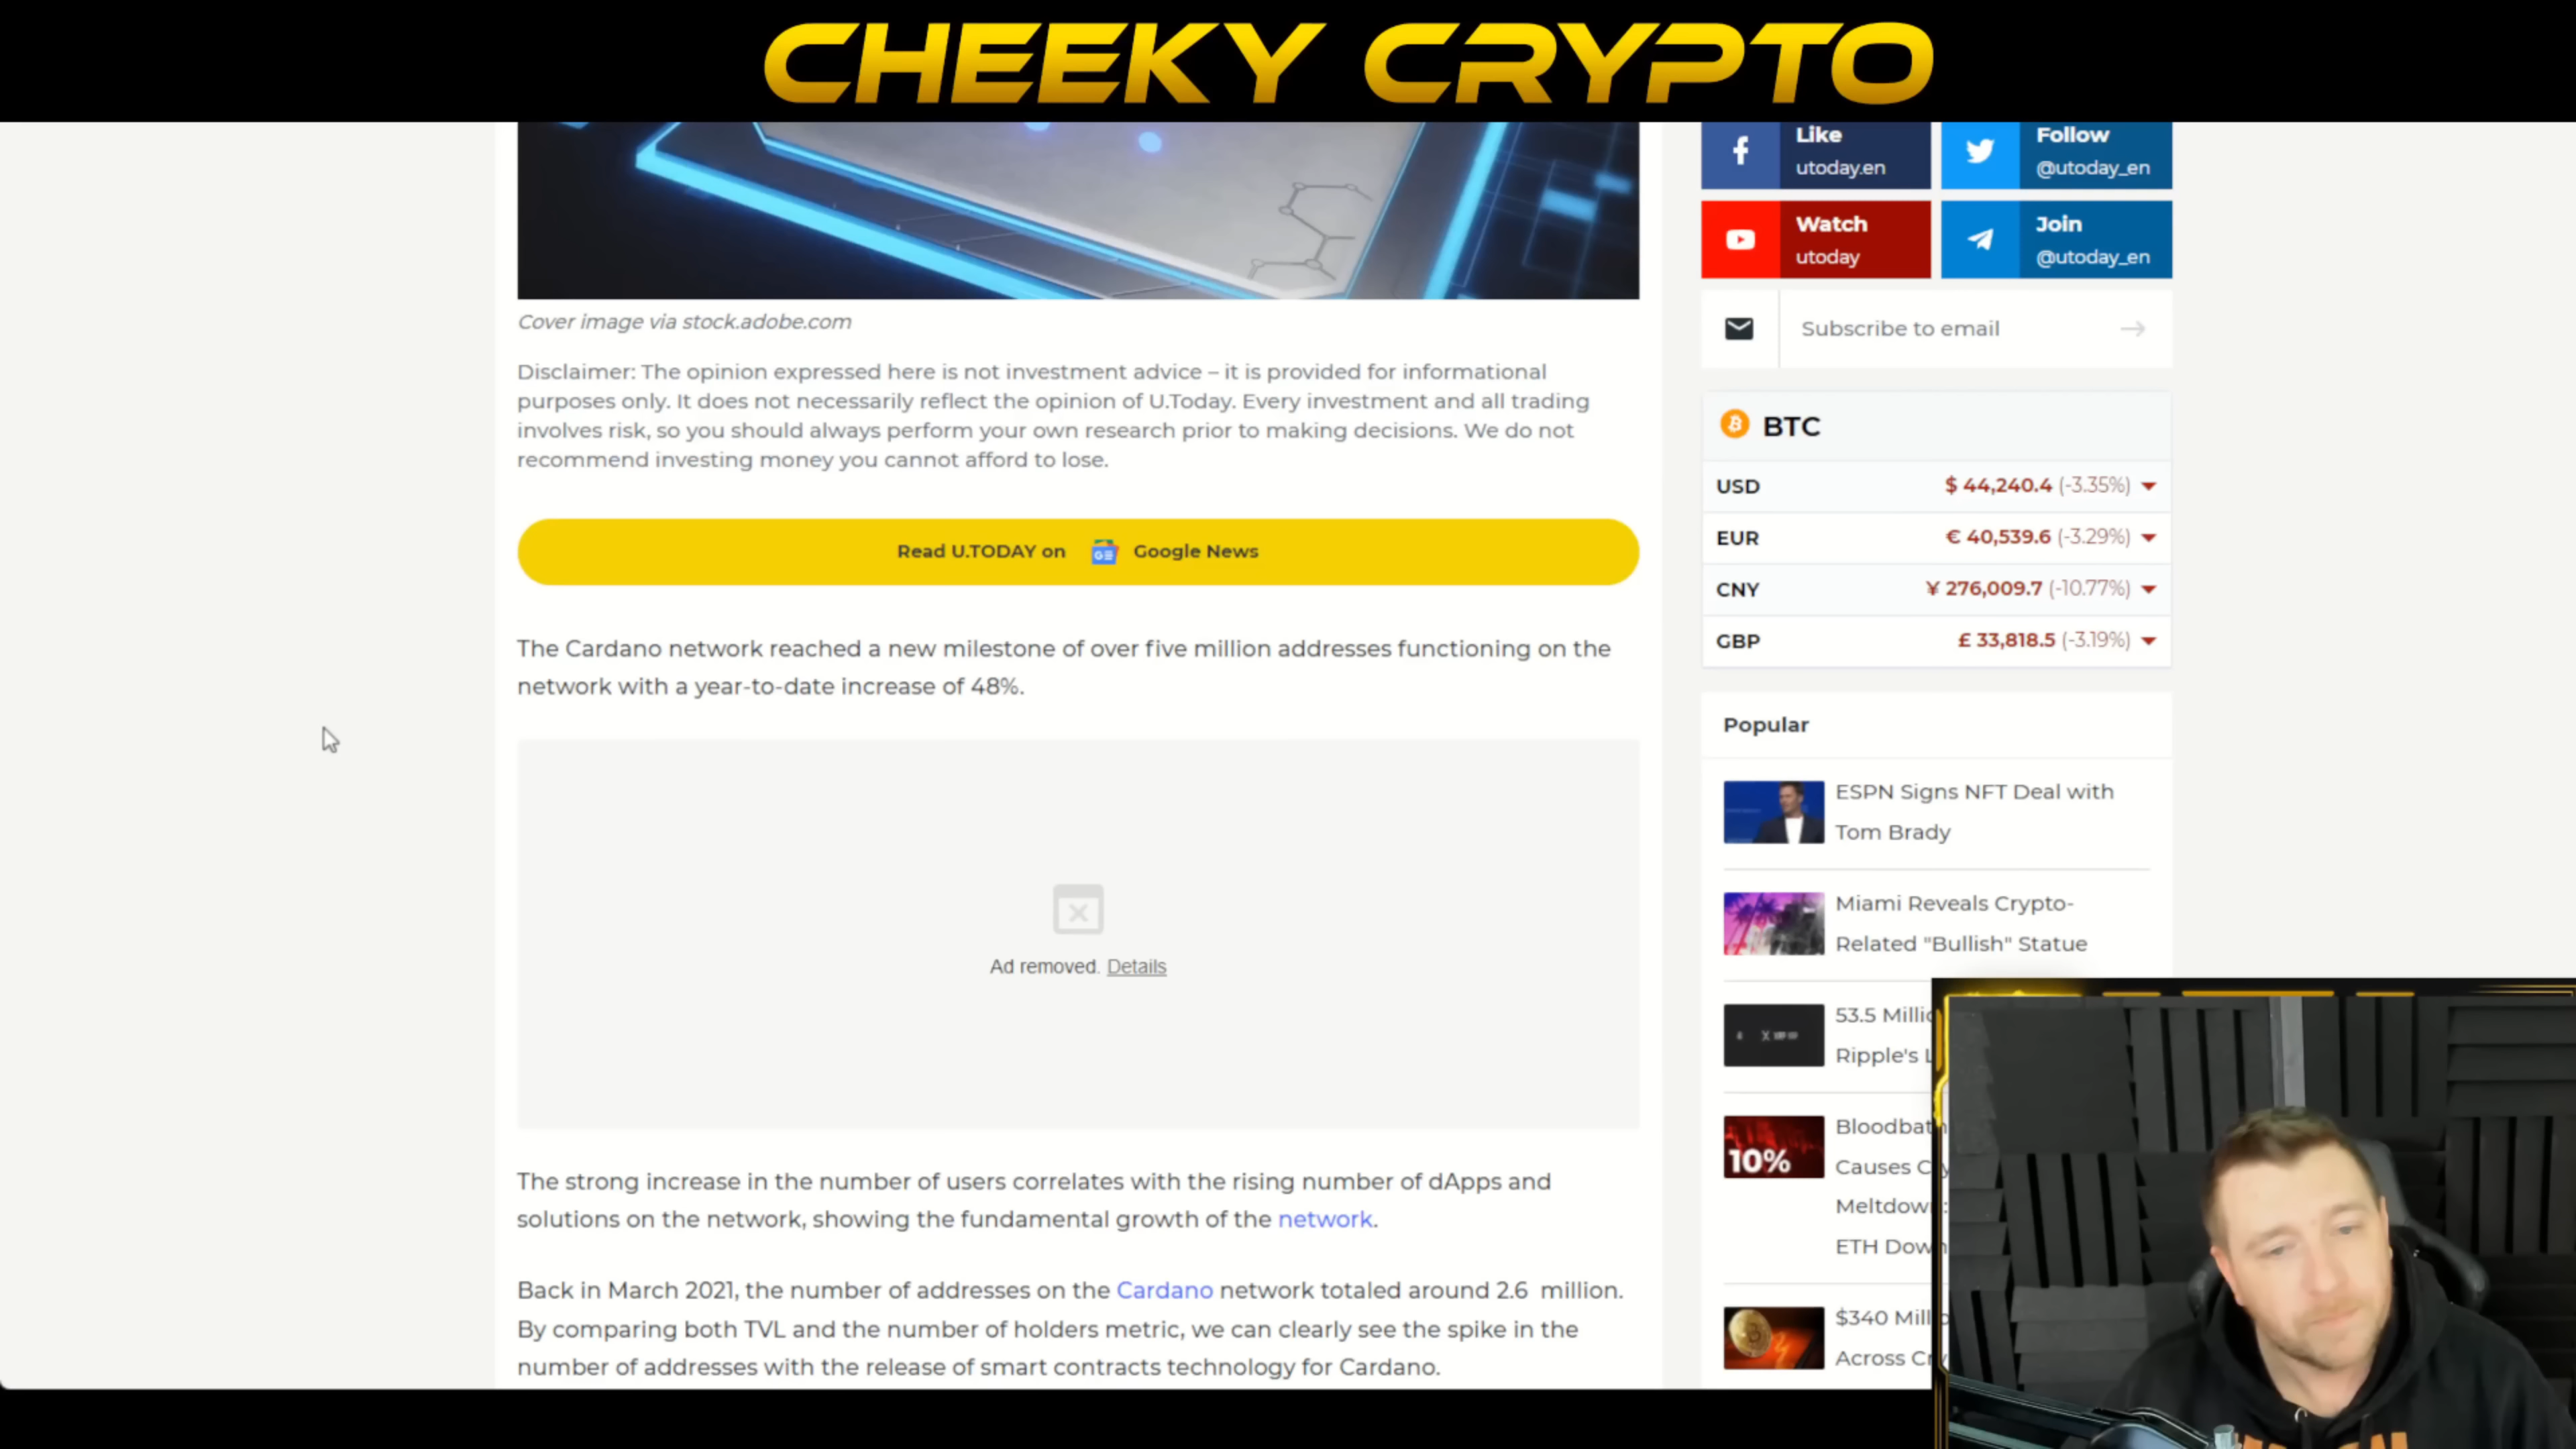 CHEEKY CRYPTO
Like
utoday.en
Follow
@utoday_en
Watch
utoday
Join
@utoday_en
Subscribe to email
Cover image via stock.adobe.com
Disclaimer: The opinion expressed here is not investment advice – it is provided for informational
purposes only. It does not necessarily reflect the opinion of U.Today. Every investment and all trading
involves risk, so you should always perform your own research prior to making decisions. We do not
recommend investing money you cannot afford to lose.
Read U.TODAY on Google News
The Cardano network reached a new milestone of over five million addresses functioning on the
network with a year-to-date increase of 48%.
Ad removed. Details
The strong increase in the number of users correlates with the rising number of dApps and
solutions on the network, showing the fundamental growth of the network.
Back in March 2021, the number of addresses on the Cardano network totaled around 2.6 million.
By comparing both TVL and the number of holders metric, we can clearly see the spike in the
number of addresses with the release of smart contracts technology for Cardano.
BTC
USD $ 44,240.4 (-3.35%)
EUR € 40,539.6 (-3.29%)
CNY ¥ 276,009.7 (-10.77%)
GBP £ 33,818.5 (-3.19%)
Popular
ESPN Signs NFT Deal with
Tom Brady
Miami Reveals Crypto-
Related "Bullish" Statue
53.5
Ripple's
10%
Causes
ETH
$340
Across